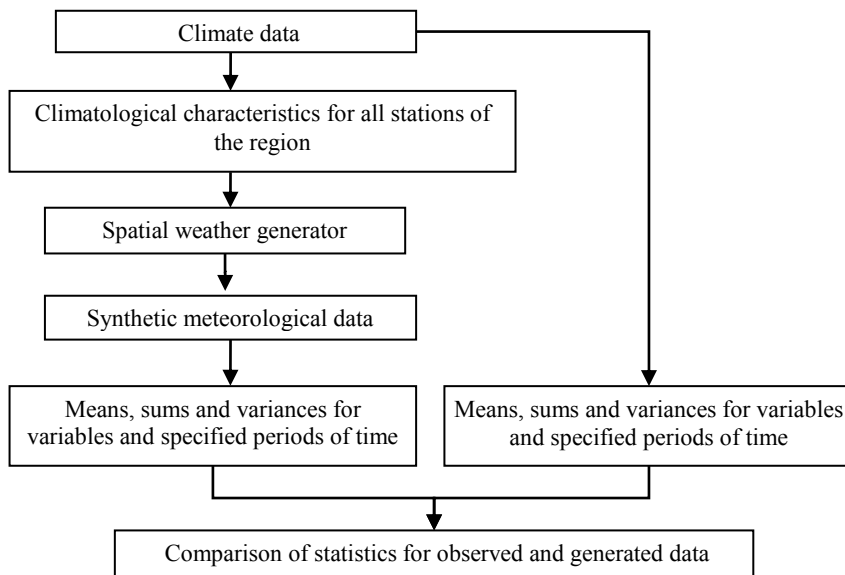 Climate data
Climatological characteristics for all stations of
the region
Spatial weather generator
Synthetic meteorological data
Means, sums and variances for
variables and specified periods of time
Means, sums and variances for variables
and specified periods of time
Comparison of statistics for observed and generated data